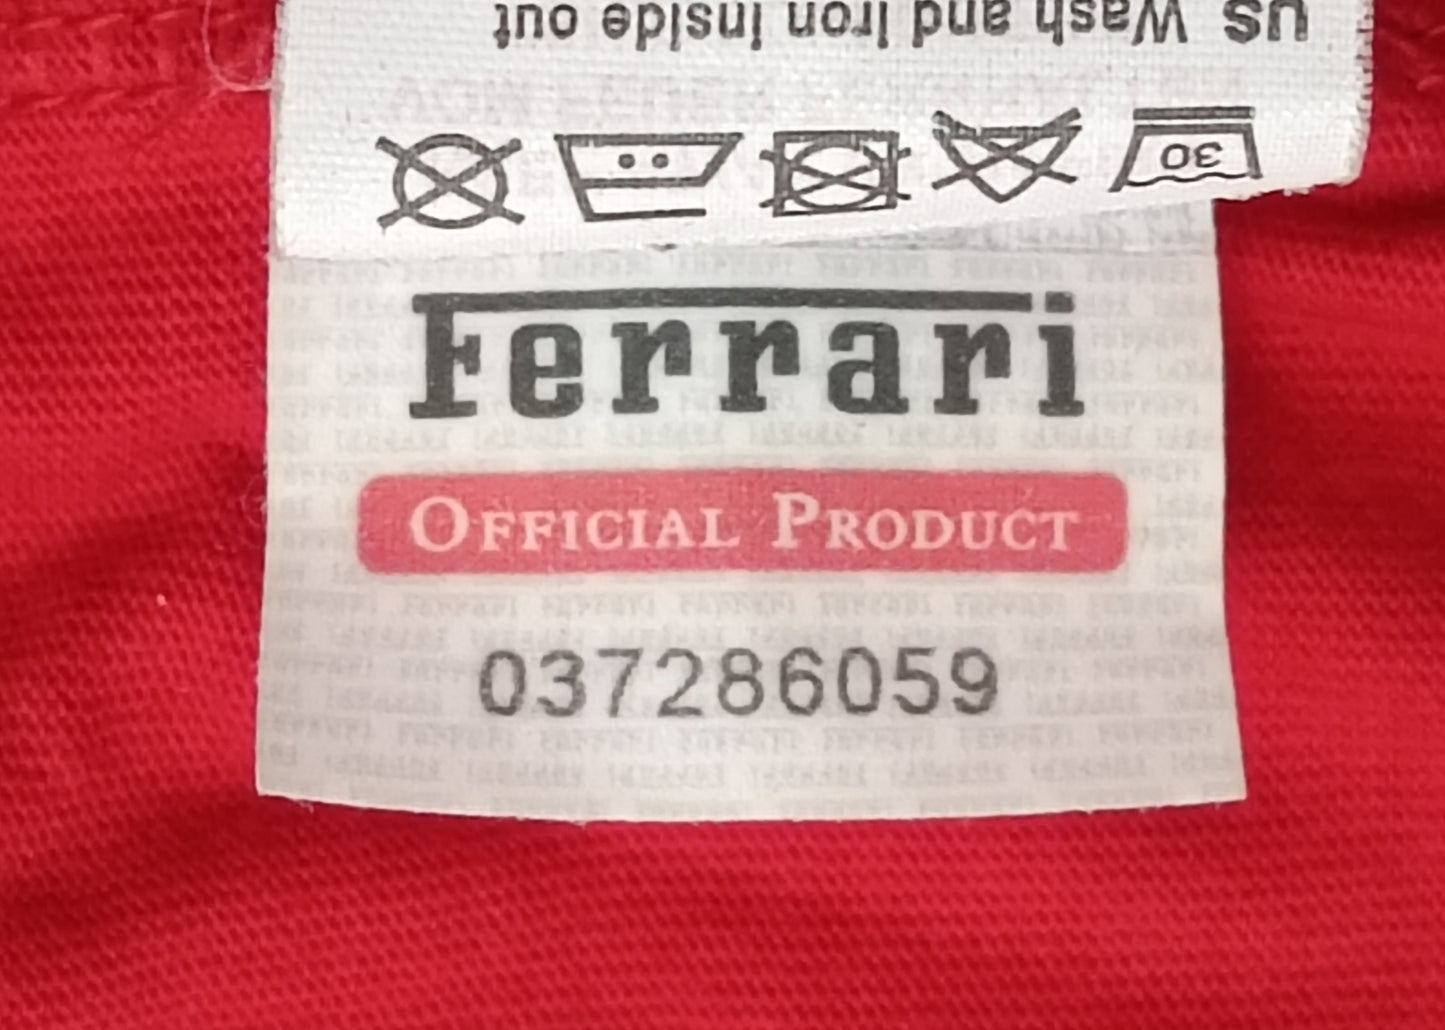 US Wash and Iron inside out
30
Ferrari
OFFICIAL PRODUCT
037286059